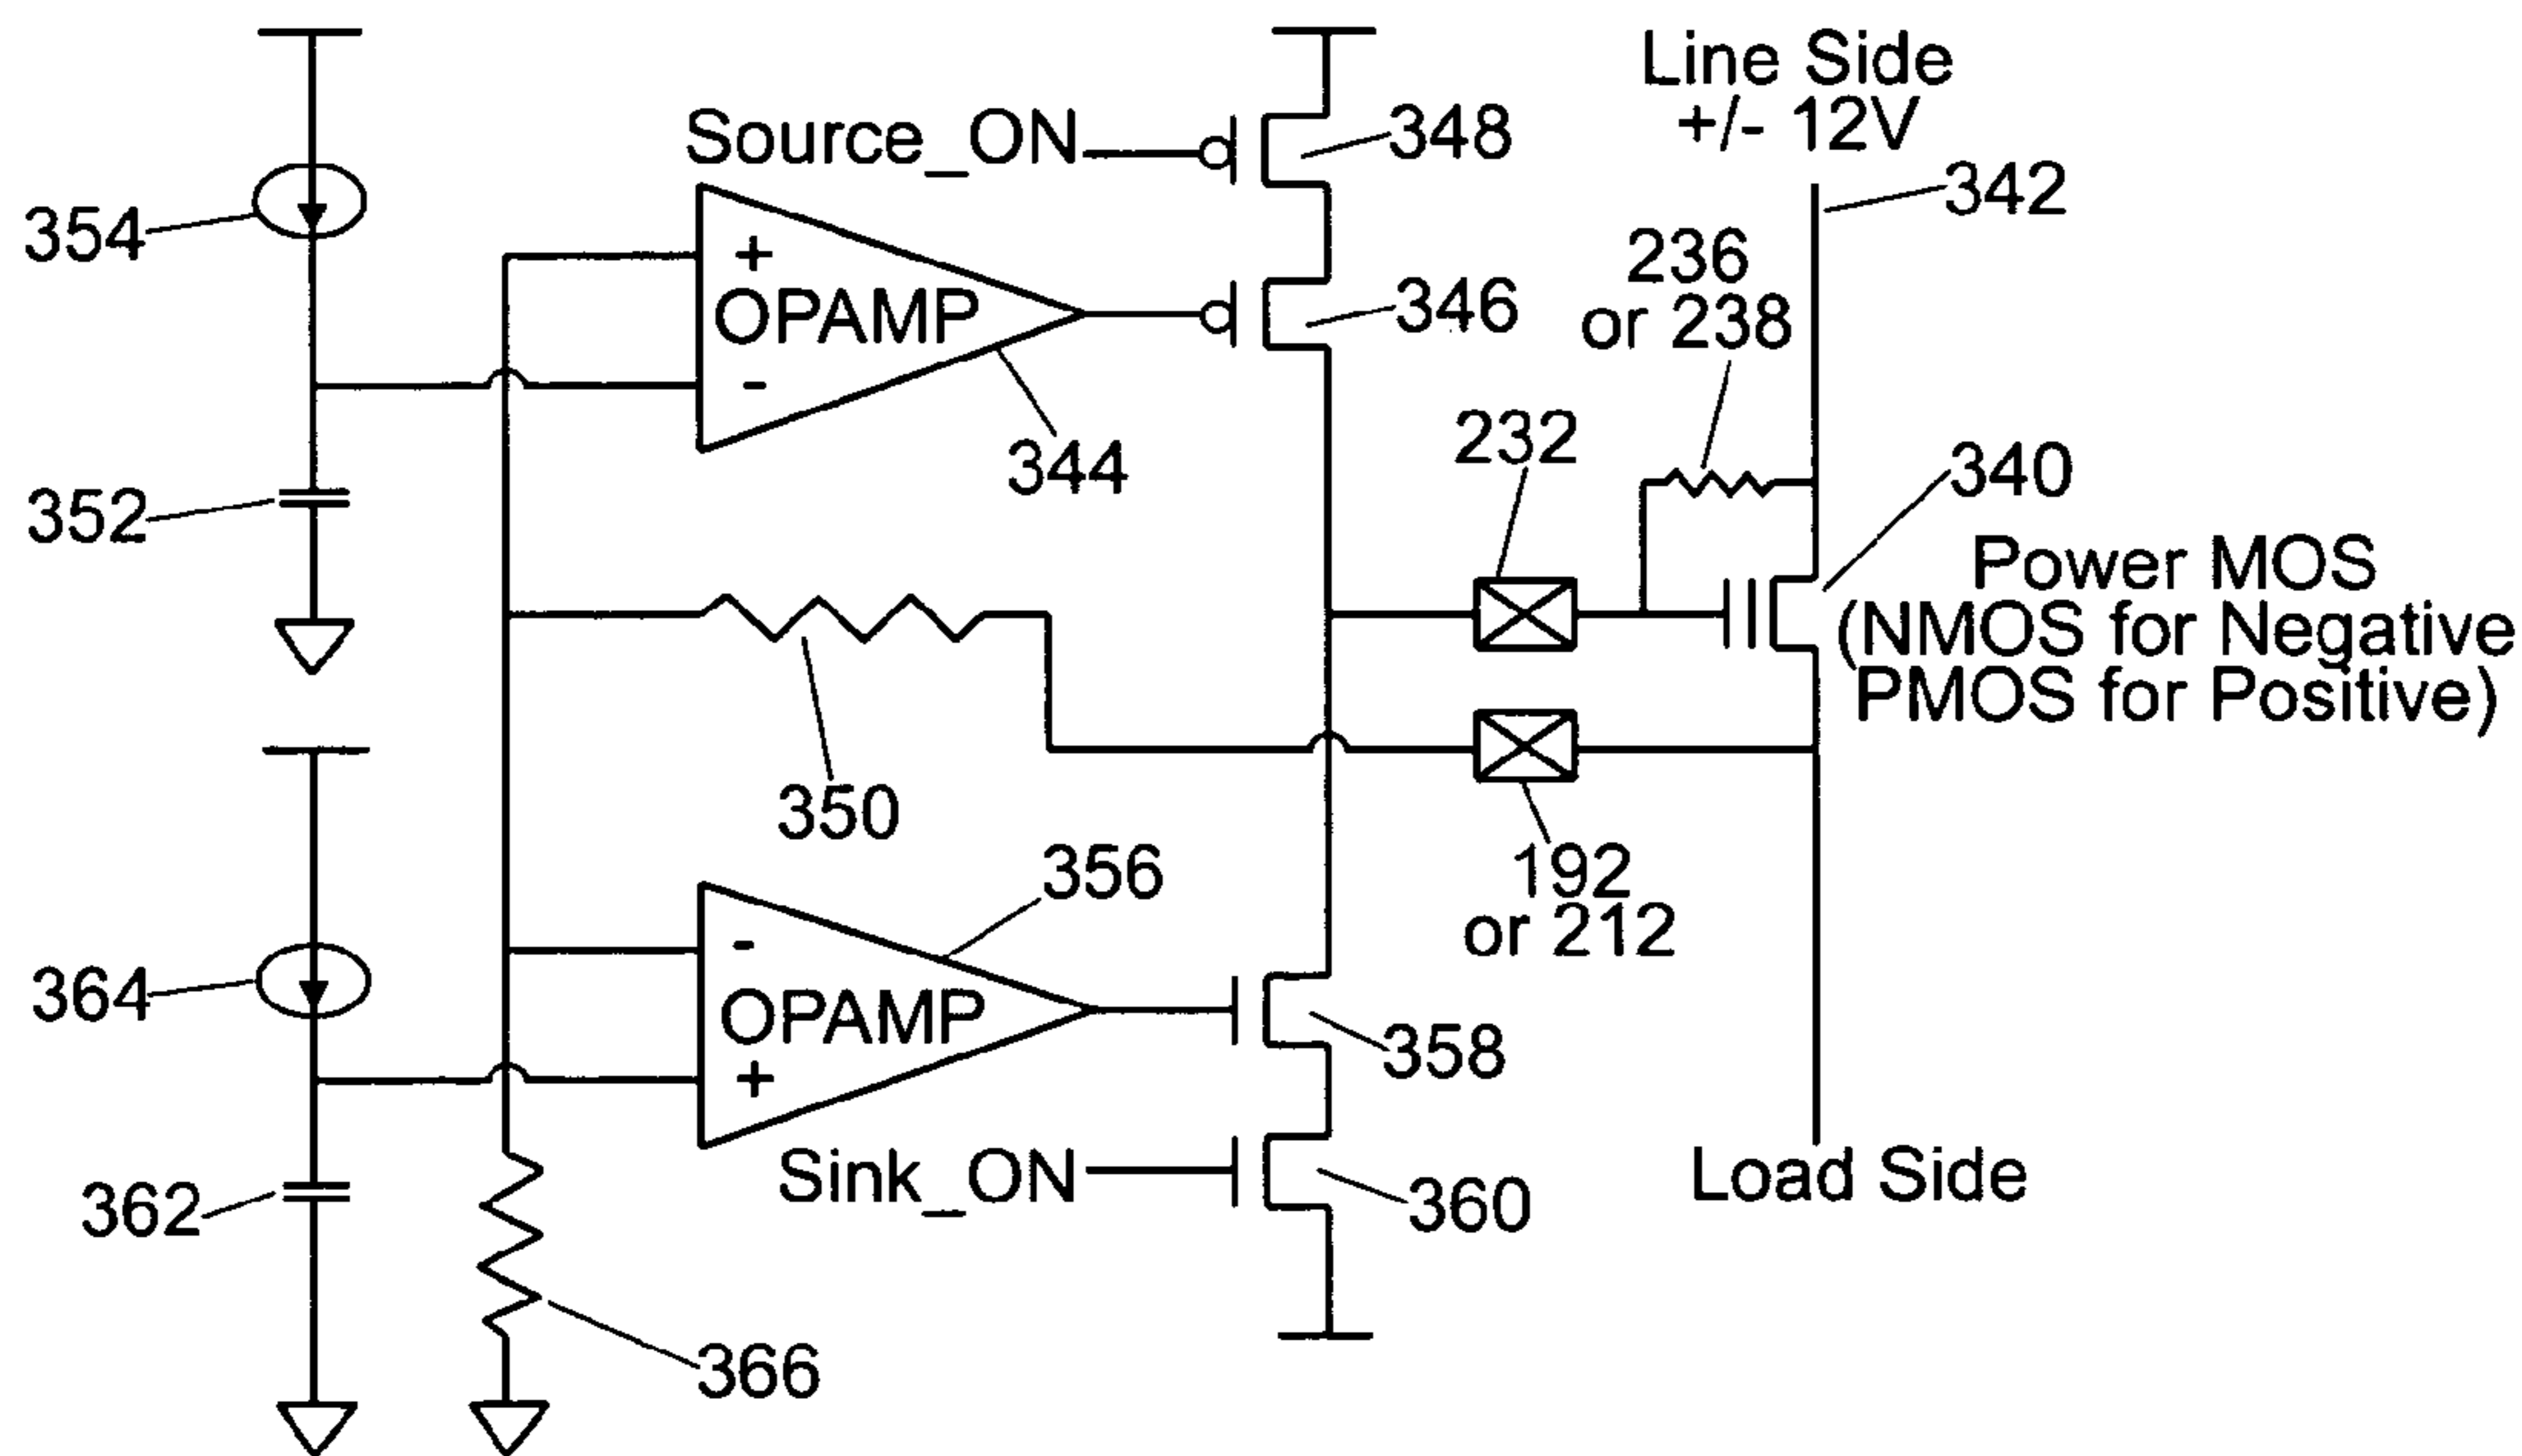 Line Side
+/- 12V
Source_ON
348
342
354
+
OPAMP
-
346
236
or 238
344
232
340
352
Power MOS
(NMOS for Negative
PMOS for Positive)
350
192
or 212
356
-
OPAMP
+
364
358
Sink_ON
Load Side
362
360
366